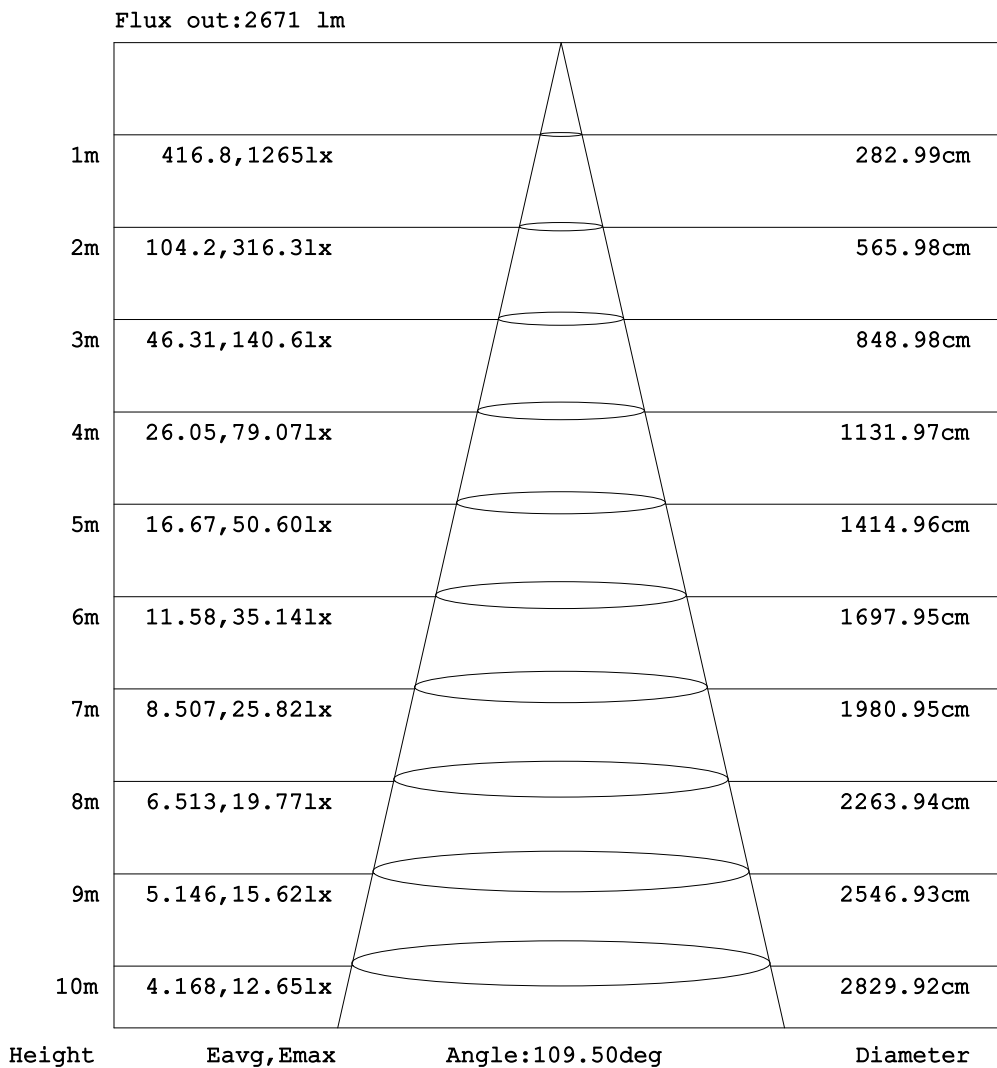 Flux out:2671 lm
1m 416.8,1265lx 282.99cm
2m 104.2,316.3lx 565.98cm
3m 46.31,140.6lx 848.98cm
4m 26.05,79.07lx 1131.97cm
5m 16.67,50.60lx 1414.96cm
6m 11.58,35.14lx 1697.95cm
7m 8.507,25.82lx 1980.95cm
8m 6.513,19.77lx 2263.94cm
9m 5.146,15.62lx 2546.93cm
10m 4.168,12.65lx 2829.92cm
Height Eavg,Emax Angle:109.50deg Diameter